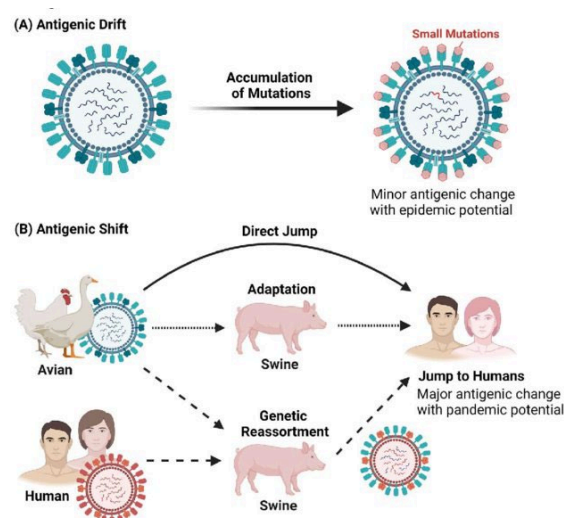 (A) Antigenic Drift
Small Mutations
Accumulation
of Mutations
Minor antigenic change
with epidemic potential
(B) Antigenic Shift
Direct Jump
Adaptation
Avian
Swine
Jump to Humans
Major antigenic change
with pandemic potential
Genetic
Reassortment
Human
Swine